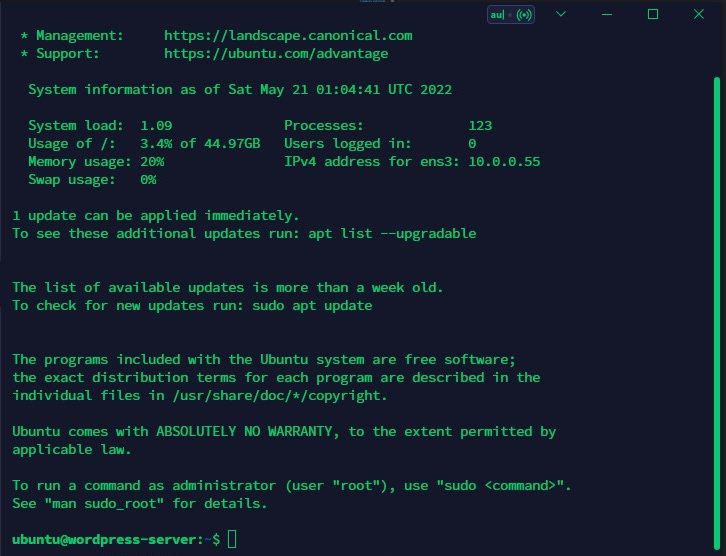 au
* Management:     https://landscape.canonical.com
* Support:        https://ubuntu.com/advantage
System information as of Sat May 21 01:04:41 UTC 2022
System load:  1.09              Processes:             123
Usage of /:   3.4% of 44.97GB   Users logged in:       0
Memory usage: 20%               IPv4 address for ens3: 10.0.0.55
Swap usage:   0%
1 update can be applied immediately.
To see these additional updates run: apt list --upgradable
The list of available updates is more than a week old.
To check for new updates run: sudo apt update
The programs included with the Ubuntu system are free software;
the exact distribution terms for each program are described in the
individual files in /usr/share/doc/*/copyright.
Ubuntu comes with ABSOLUTELY NO WARRANTY, to the extent permitted by
applicable law.
To run a command as administrator (user "root"), use "sudo <command>".
See "man sudo_root" for details.
ubuntu@wordpress-server:~$